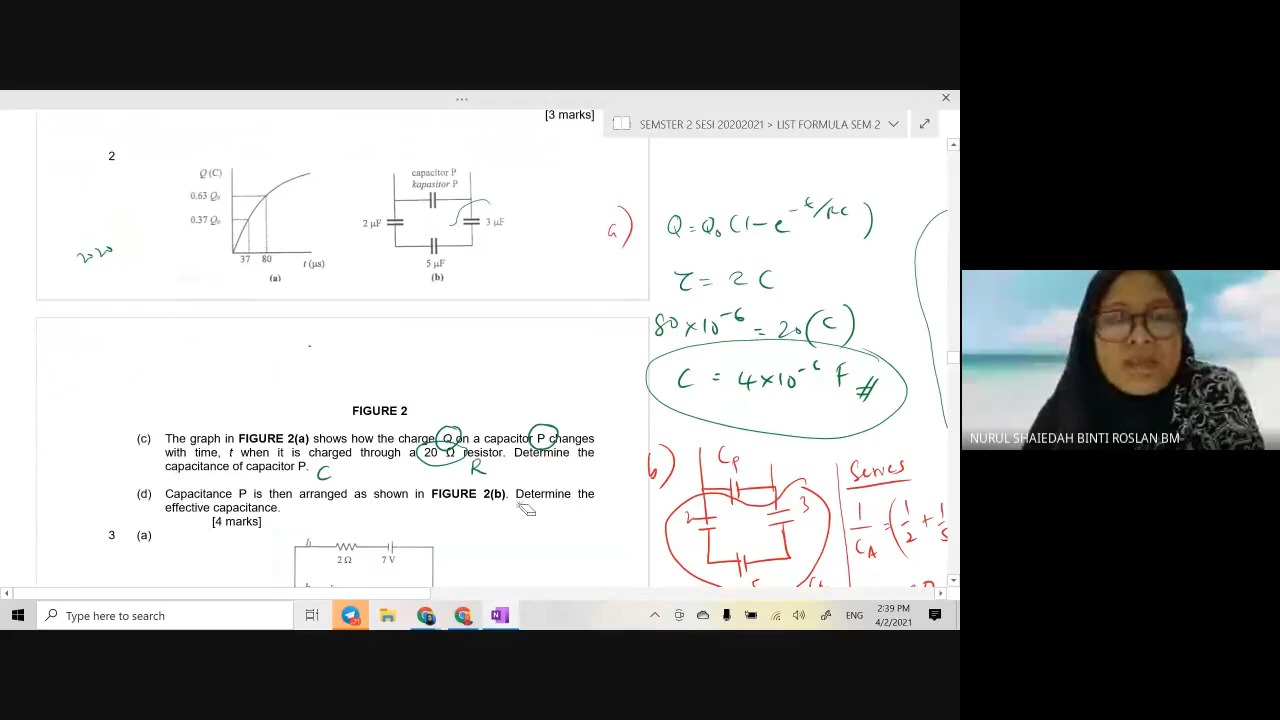 [3 marks]
SEMSTER 2 SESI 20202021 > LIST FORMULA SEM 2
2
Q (C)
0.63 Q₀
0.37 Q₀
37 80
t (μs)
(a)
capacitor P
kapasitor P
2 μF
3 μF
5 μF
(b)
2020
a)
Q = Q₀ (1 - e^-t/RC)
τ = 2 C
80 × 10^-6 = 20 (C)
C = 4 × 10^-6 F #
FIGURE 2
(c) The graph in FIGURE 2(a) shows how the charge Q on a capacitor P changes
with time, t when it is charged through a 20 Ω resistor. Determine the
capacitance of capacitor P.
C
R
(d) Capacitance P is then arranged as shown in FIGURE 2(b). Determine the
effective capacitance.
[4 marks]
3 (a)
2 Ω 7 V
b)
Cp
2
3
Series
1/C_A = (1/2 + 1/5
NURUL SHAIEDAH BINTI ROSLAN BM
Type here to search
ENG
2:39 PM
4/2/2021